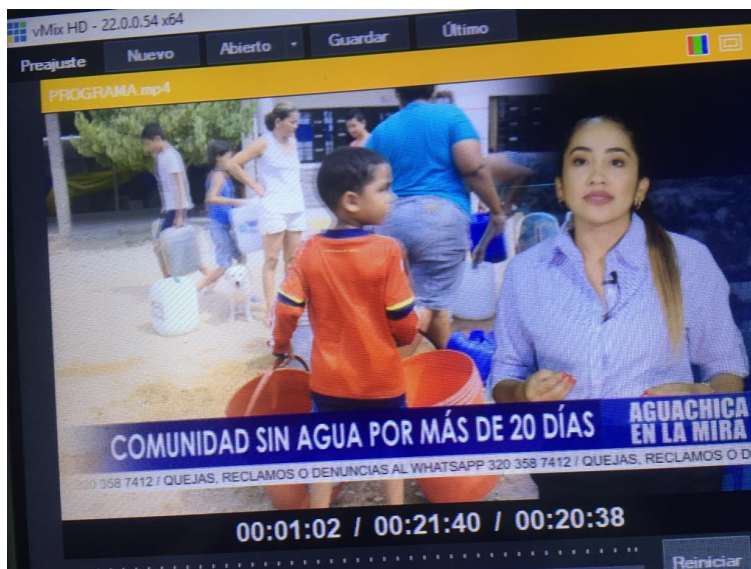 vMix HD - 22.0.0.54 x64
Preajuste Nuevo Abierto Guardar Último
PROGRAMA.mp4
COMUNIDAD SIN AGUA POR MÁS DE 20 DÍAS
AGUACHICA
EN LA MIRA
320 358 7412 / QUEJAS, RECLAMOS O DENUNCIAS AL WHATSAPP 320 358 7412 / QUEJAS, RECLAMOS O D
00:01:02 / 00:21:40 / 00:20:38
Reiniciar